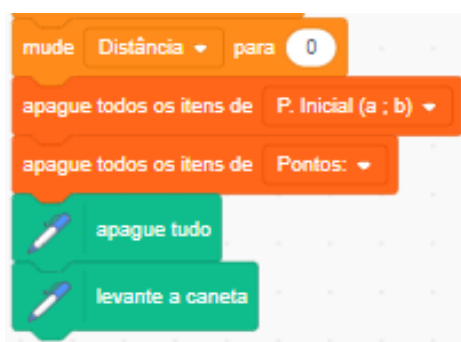 mude Distância para 0
apague todos os itens de P. Inicial (a ; b)
apague todos os itens de Pontos:
apague tudo
levante a caneta